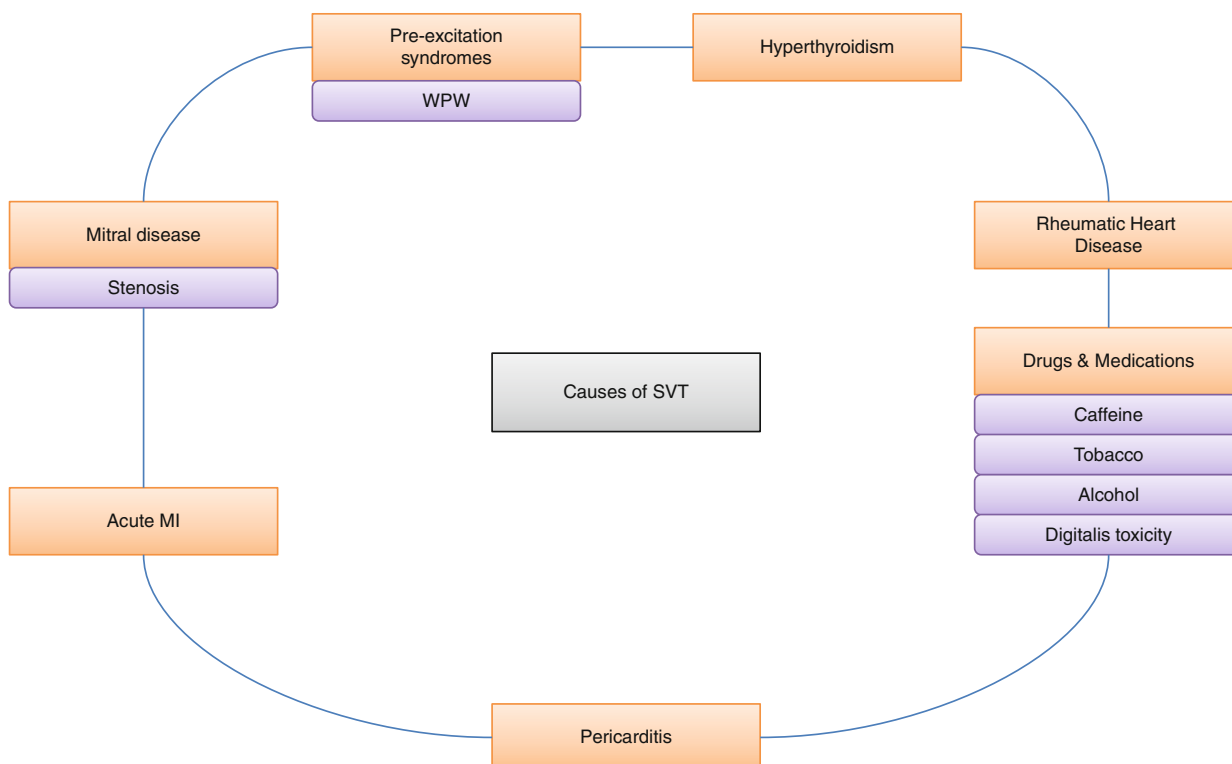 Pre-excitation
syndromes
WPW
Hyperthyroidism
Mitral disease
Stenosis
Rheumatic Heart
Disease
Causes of SVT
Drugs & Medications
Caffeine
Tobacco
Alcohol
Digitalis toxicity
Acute MI
Pericarditis